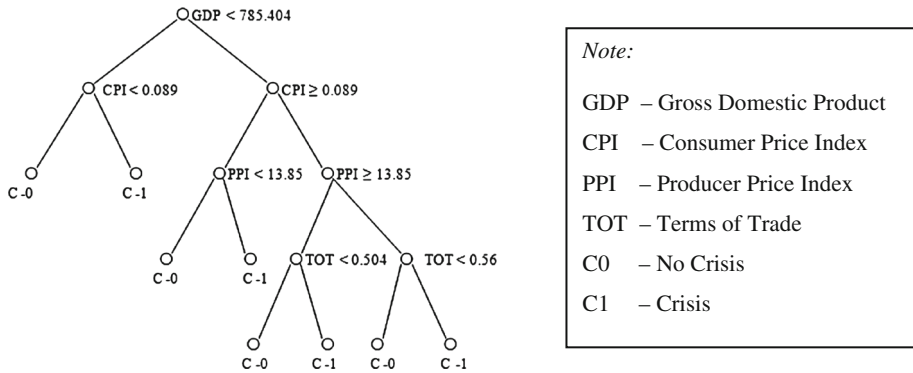 GDP < 785.404
CPI < 0.089
CPI ≥ 0.089
C -0
C -1
PPI < 13.85
PPI ≥ 13.85
C -0
C -1
TOT < 0.504
TOT < 0.56
C -0
C -1
C -0
C -1
Note:
GDP – Gross Domestic Product
CPI – Consumer Price Index
PPI – Producer Price Index
TOT – Terms of Trade
C0 – No Crisis
C1 – Crisis